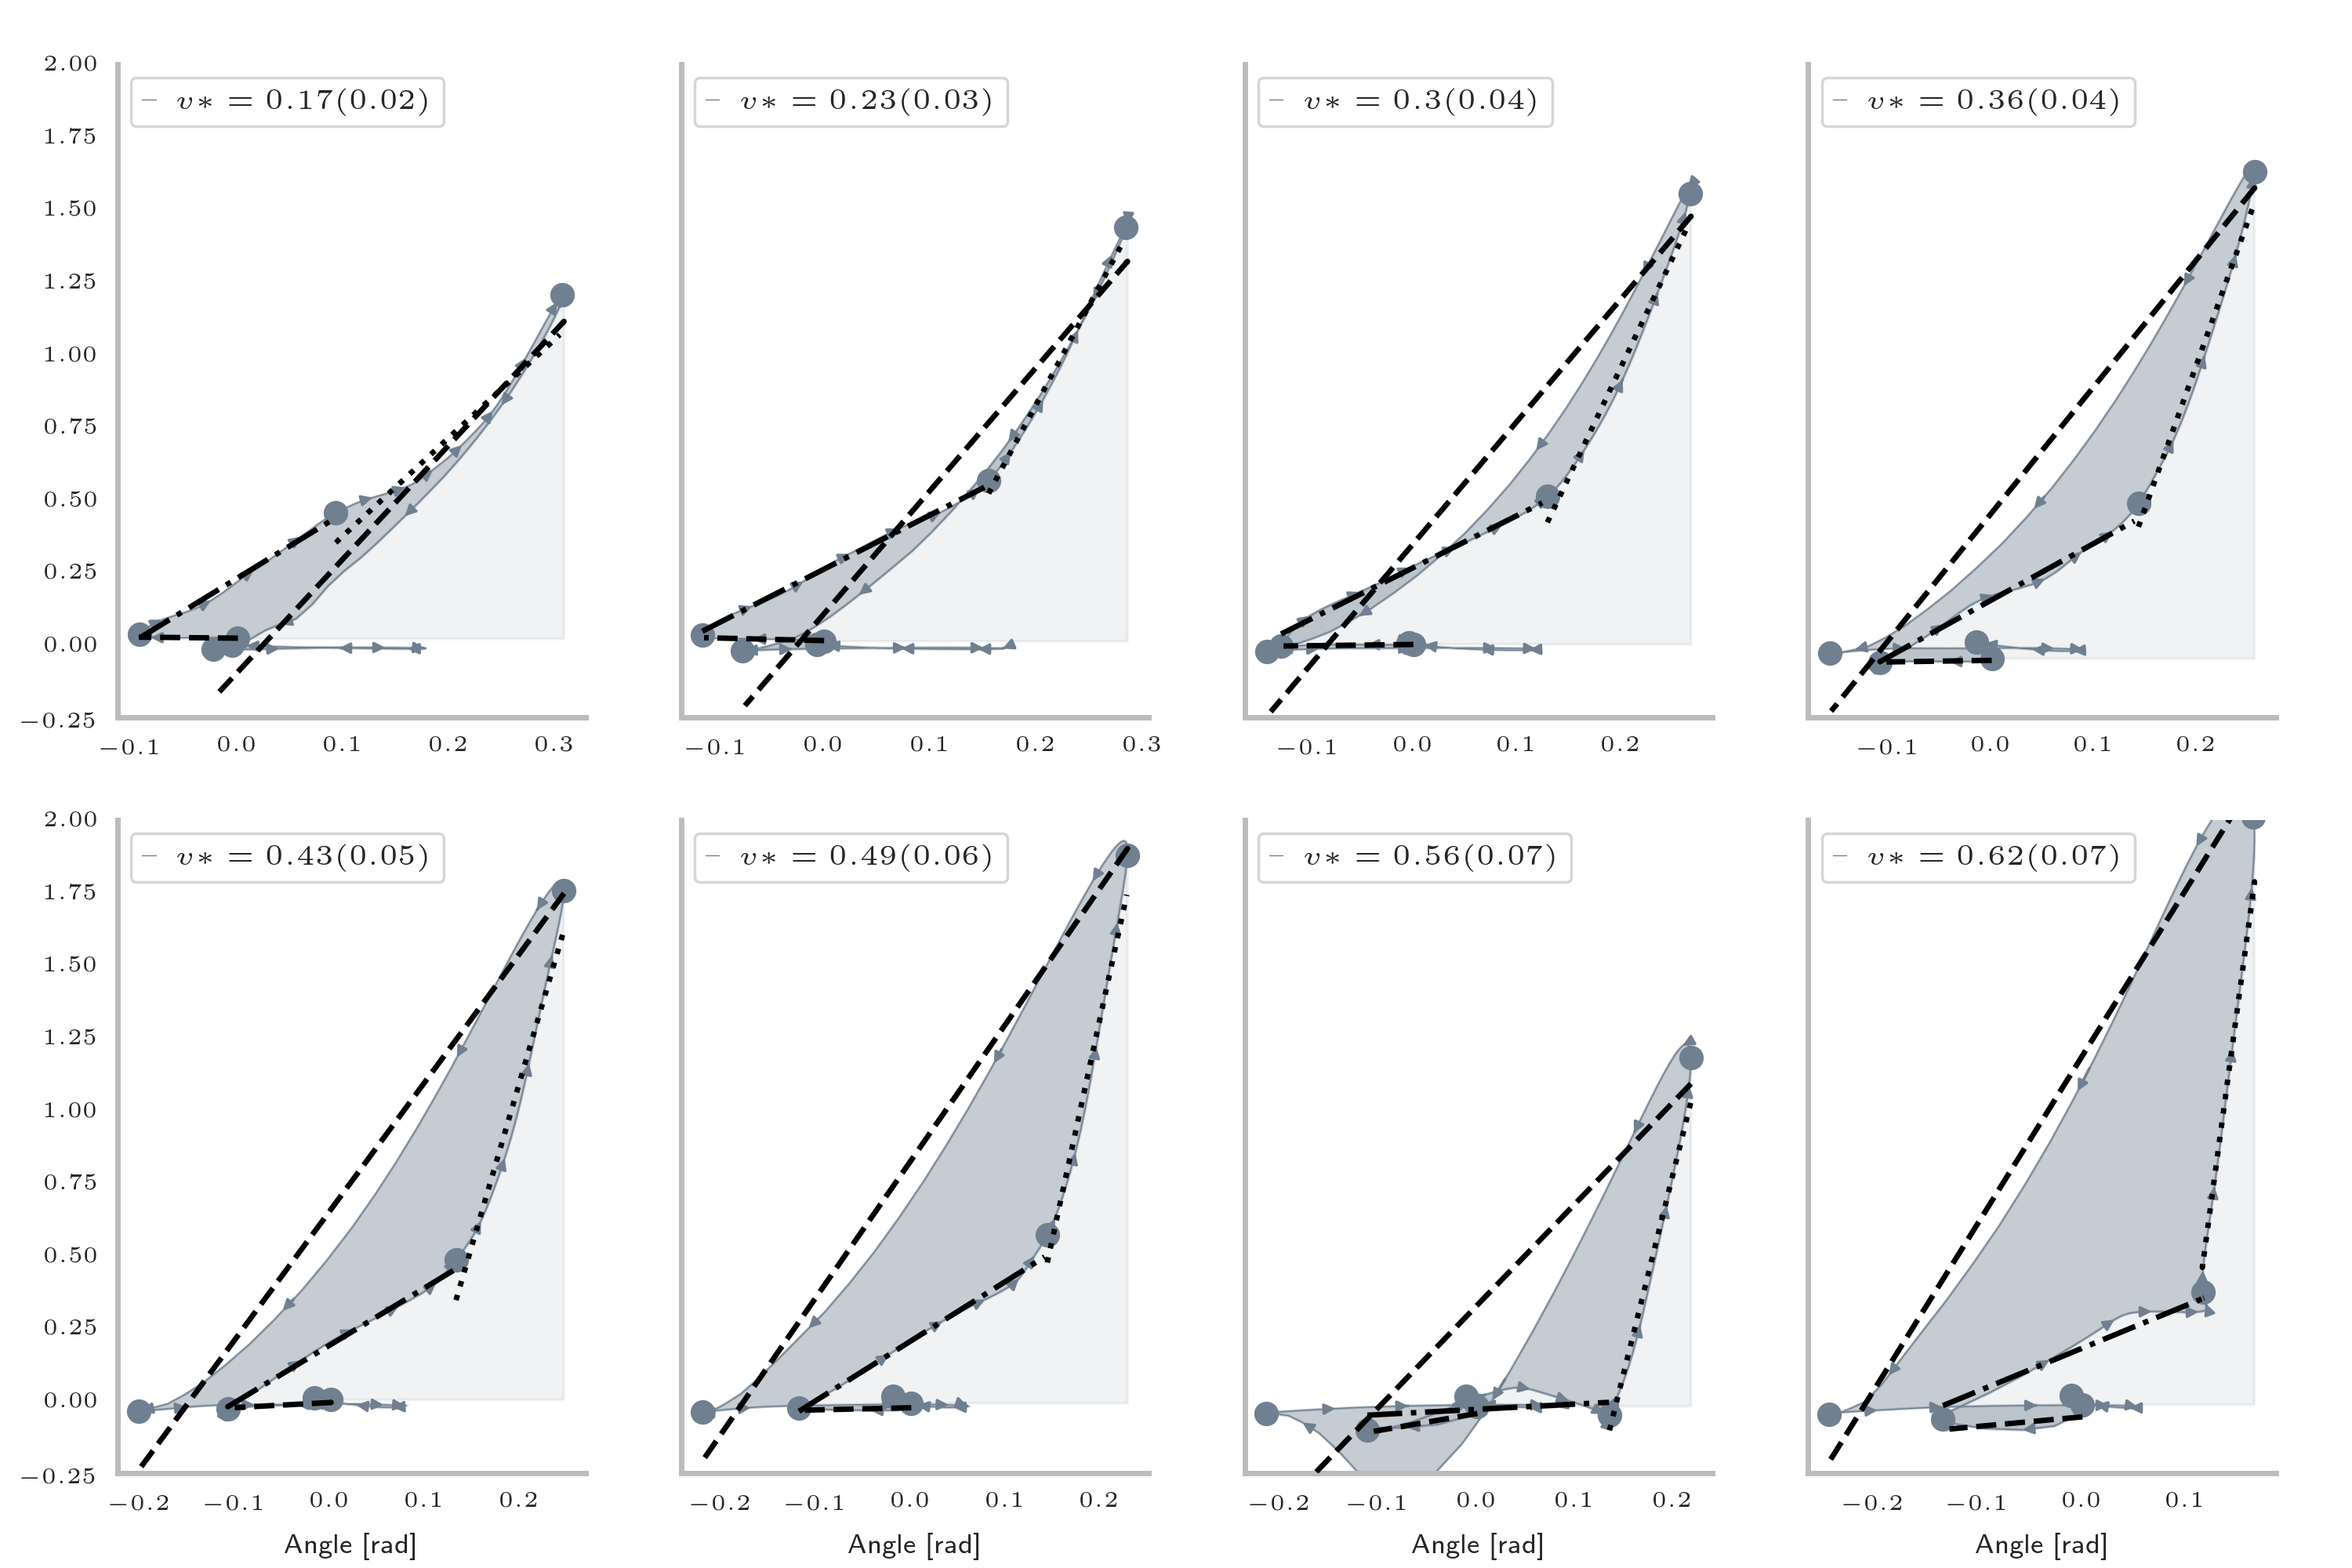 2.00
1.75
1.50
1.25
1.00
0.75
0.50
0.25
0.00
−0.25
v∗ = 0.17(0.02)
v∗ = 0.23(0.03)
v∗ = 0.3(0.04)
v∗ = 0.36(0.04)
−0.1 0.0 0.1 0.2 0.3
−0.1 0.0 0.1 0.2 0.3
−0.1 0.0 0.1 0.2
−0.1 0.0 0.1 0.2
2.00
1.75
1.50
1.25
1.00
0.75
0.50
0.25
0.00
−0.25
v∗ = 0.43(0.05)
v∗ = 0.49(0.06)
v∗ = 0.56(0.07)
v∗ = 0.62(0.07)
−0.2 −0.1 0.0 0.1 0.2
−0.2 −0.1 0.0 0.1 0.2
−0.2 −0.1 0.0 0.1 0.2
−0.2 −0.1 0.0 0.1
Angle [rad]
Angle [rad]
Angle [rad]
Angle [rad]